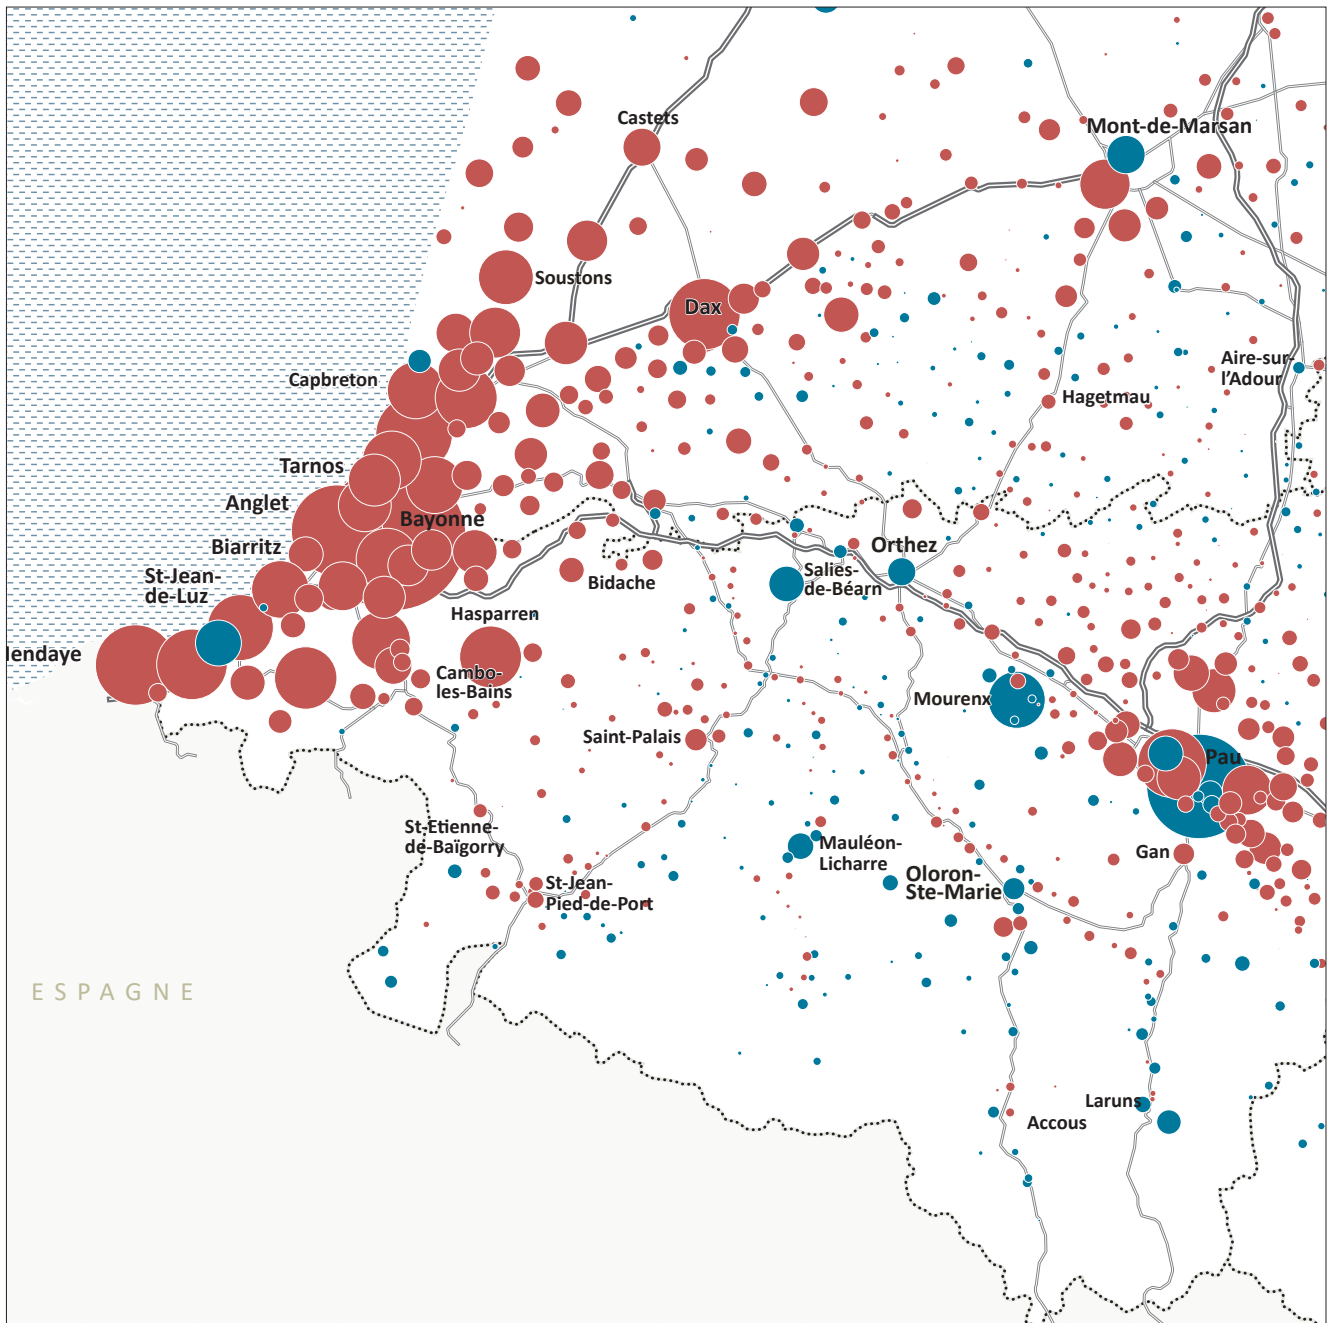 Castets
Mont-de-Marsan
Soustons
Dax
Aire-sur-
l'Adour
Capbreton
Hagetmau
Tarnos
Anglet
Bayonne
Biarritz
Orthez
St-Jean-
de-Luz
Bidache
Salies-
de-Béarn
Hasparren
lendaye
Cambo-
les-Bains
Mourenx
Saint-Palais
Pau
St-Etienne-
de-Baïgorry
Mauléon-
Licharre
Gan
Oloron-
Ste-Marie
St-Jean-
Pied-de-Port
ESPAGNE
Laruns
Accous